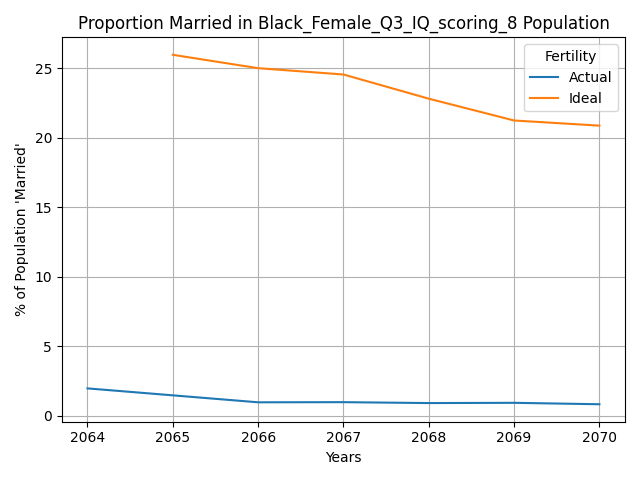 Proportion Married in Black_Female_Q3_IQ_scoring_8 Population
Fertility
Actual
Ideal
% of Population 'Married'
25
20
15
10
5
0
2064 2065 2066 2067 2068 2069 2070
Years